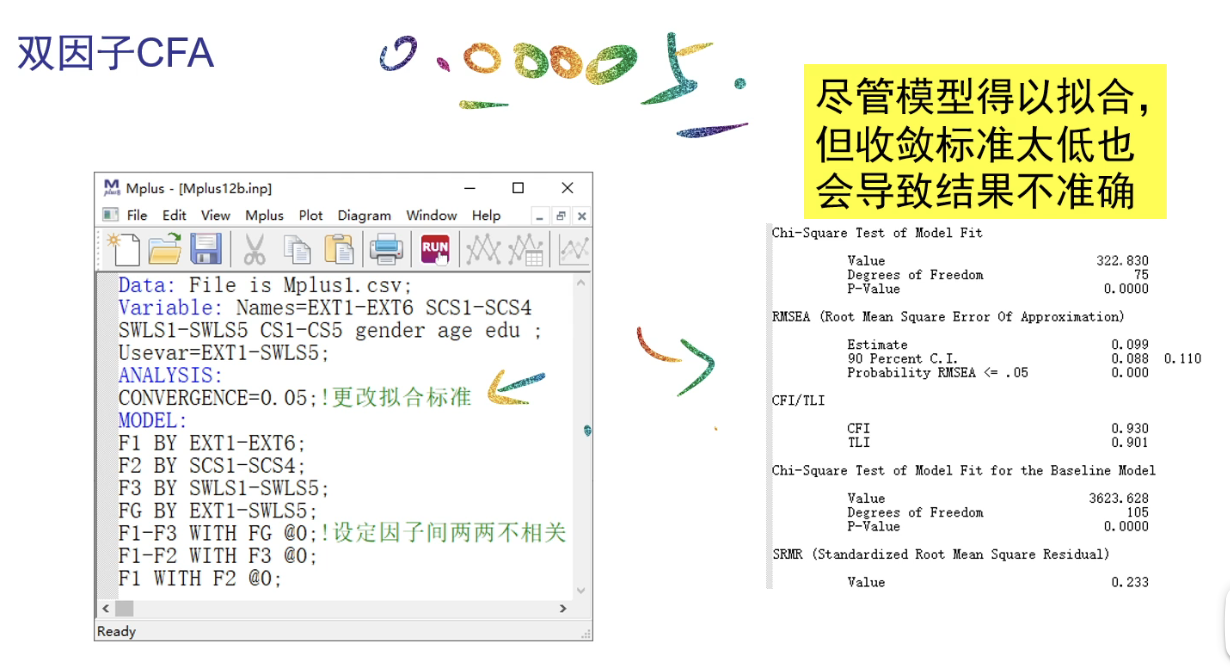 双因子CFA
0.00005.
尽管模型得以拟合，
但收敛标准太低也
会导致结果不准确
Mplus - [Mplus12b.inp]
File Edit View Mplus Plot Diagram Window Help
RUN
Data: File is Mplus1.csv;
Variable: Names=EXT1-EXT6 SCS1-SCS4
SWLS1-SWLS5 CS1-CS5 gender age edu ;
Usevar=EXT1-SWLS5;
ANALYSIS:
CONVERGENCE=0.05;!更改拟合标准
MODEL:
F1 BY EXT1-EXT6;
F2 BY SCS1-SCS4;
F3 BY SWLS1-SWLS5;
FG BY EXT1-SWLS5;
F1-F3 WITH FG @0;!设定因子间两两不相关
F1-F2 WITH F3 @0;
F1 WITH F2 @0;
Ready
Chi-Square Test of Model Fit
Value 322.830
Degrees of Freedom 75
P-Value 0.0000
RMSEA (Root Mean Square Error Of Approximation)
Estimate 0.099
90 Percent C.I. 0.088 0.110
Probability RMSEA <= .05 0.000
CFI/TLI
CFI 0.930
TLI 0.901
Chi-Square Test of Model Fit for the Baseline Model
Value 3623.628
Degrees of Freedom 105
P-Value 0.0000
SRMR (Standardized Root Mean Square Residual)
Value 0.233